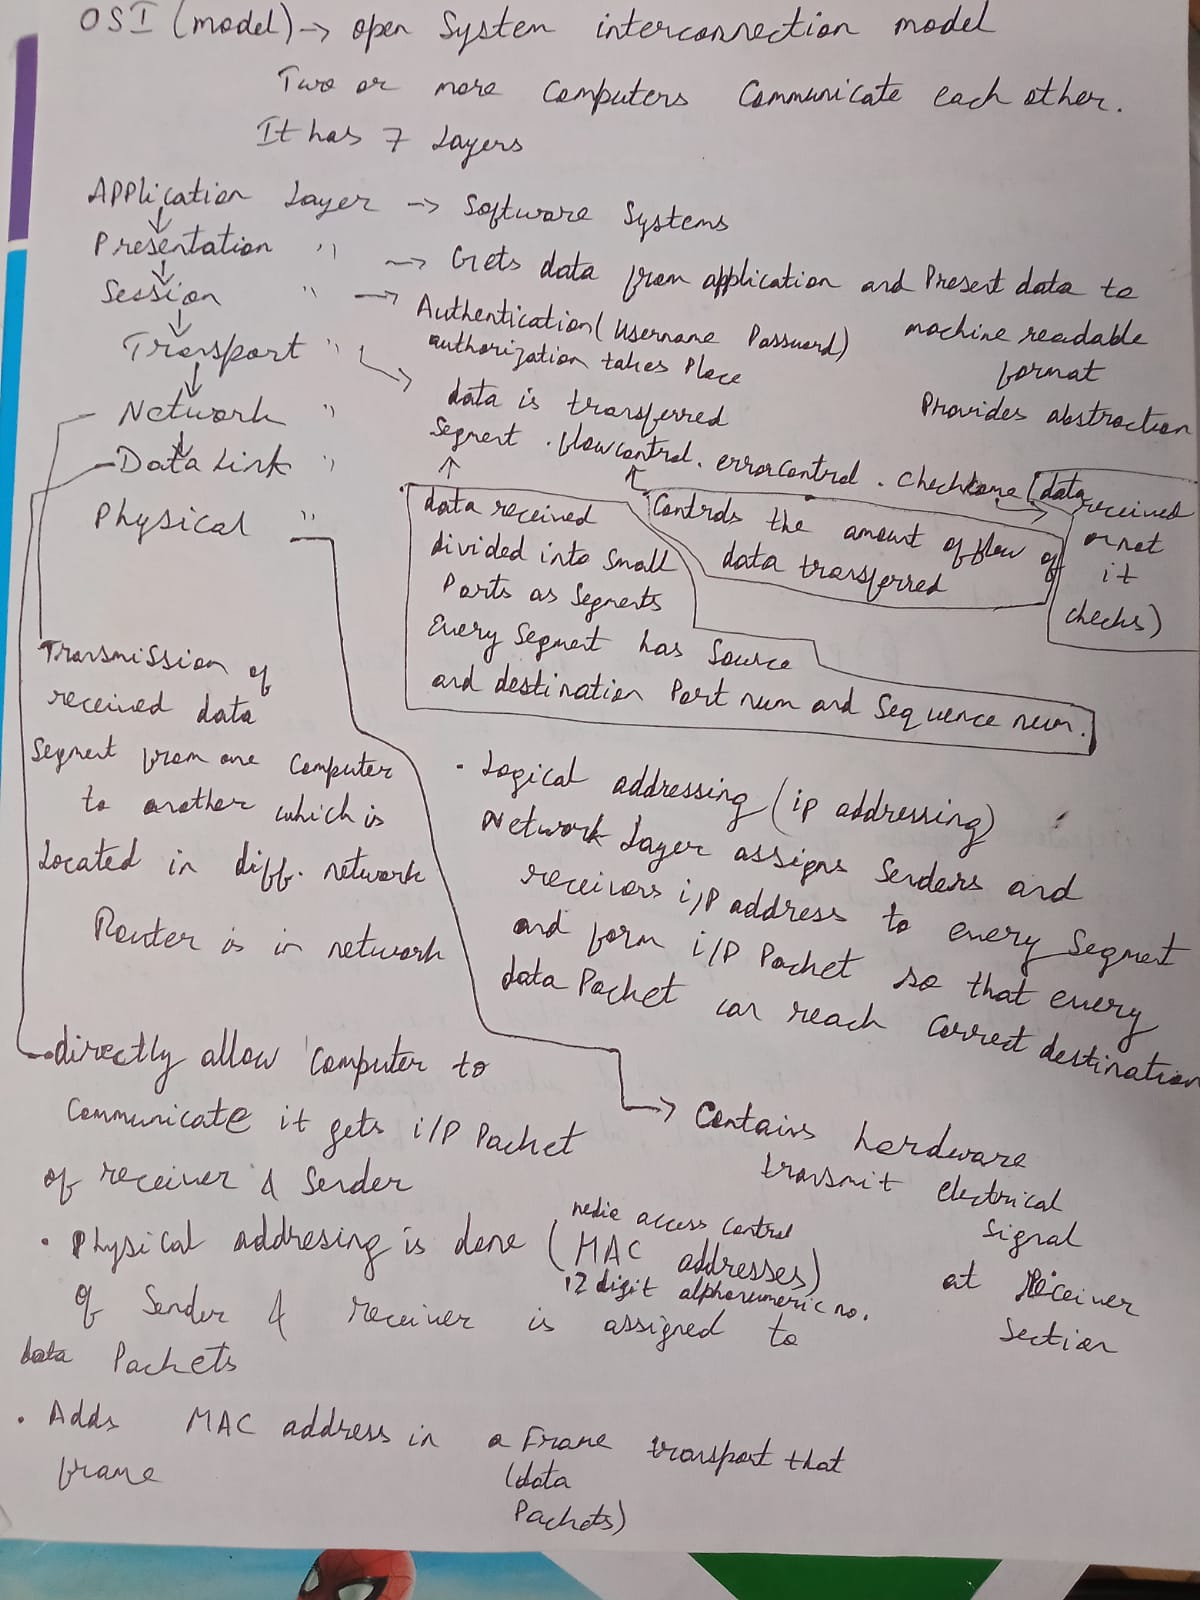 OSI (model) → open System interconnection model
Two or more Computers Communicate each other.
It has 7 Layers
Application Layer → Software Systems
Presentation " → Gets data from application and Present data to
machine readable
format
Provides abstraction
Session " → Authentication (Username Password)
authorization takes Place
Transport " → data is transferred
Segment . flowcontrol . errorcontrol . Checksome (data received
or not
it
checks)
Network "
Data Link "
Physical "
data received
divided into Small
Parts as Segments
Every Segment has Source
and destination Port num and Sequence num.
Controls the amount of flow of
data transferred
Transmission of
received data
Segment from one Computer
to another which is
Located in diff. network
Router is in network
. Logical addressing (ip addressing)
Network Layer assigns Senders and
receivers i/P address to every Segment
and form i/P Packet so that every
data Packet can reach Correct destination
. directly allow Computer to
Communicate it gets i/P Packet
of receiver & Sender
. Physical addresing is done (MAC addresses)
media access control
12 digit alphanumeric no.
of Sender & receiver is assigned to
data Packets
. Adds MAC address in a Frame transport that
frame
(data
Packets)
→ Contains hardware
transmit electrical
Signal
at Receiver
Section